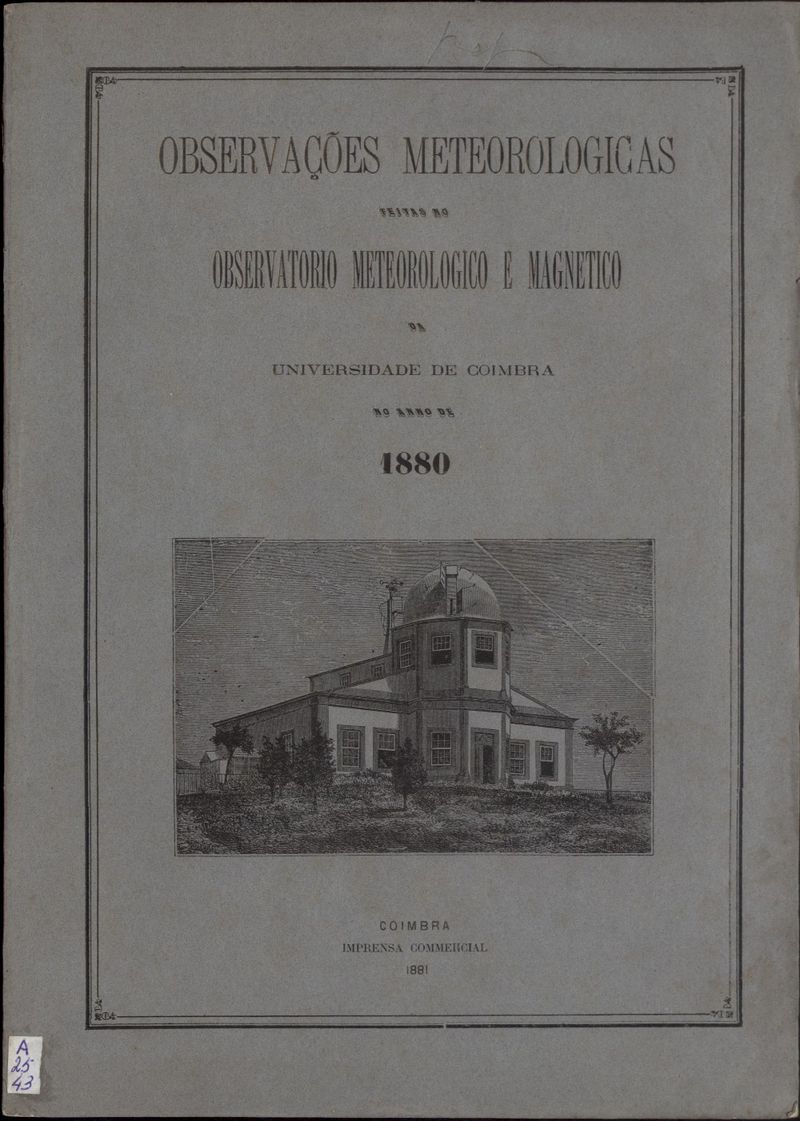 OBSERVAÇÕES METEOROLOGICAS
FEITAS NO
OBSERVATORIO METEOROLOGICO E MAGNETICO
DA
UNIVERSIDADE DE COIMBRA
NO ANNO DE
1880
COIMBRA
IMPRENSA COMMERCIAL
1881
A
25
43